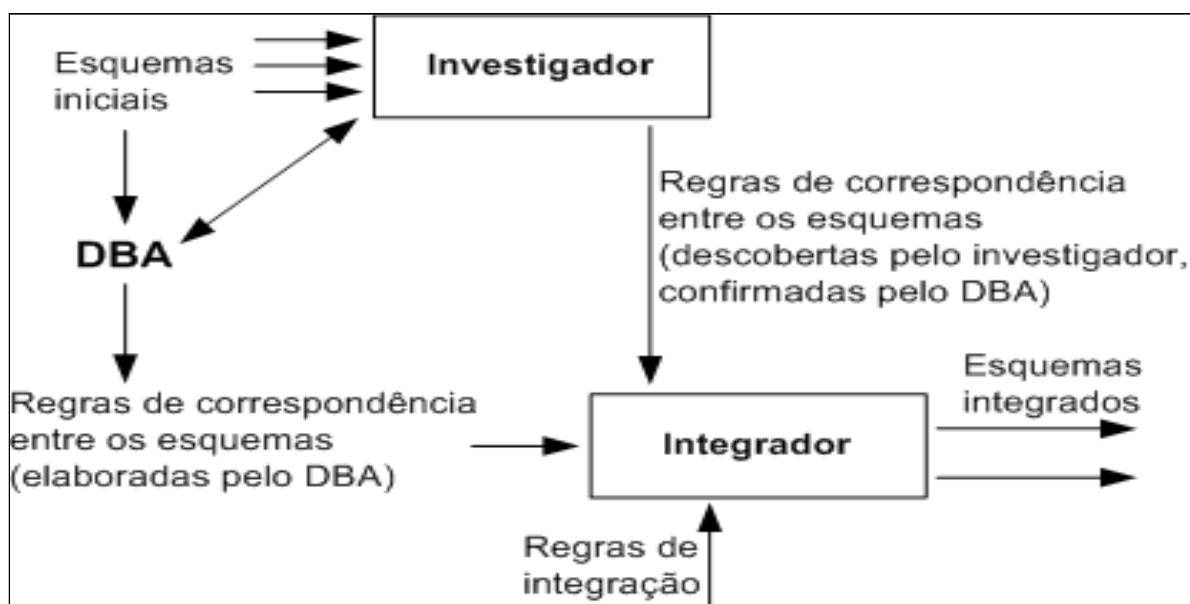 Esquemas
iniciais
Investigador
DBA
Regras de correspondência
entre os esquemas
(descobertas pelo investigador,
confirmadas pelo DBA)
Regras de correspondência
entre os esquemas
(elaboradas pelo DBA)
Integrador
Esquemas
integrados
Regras de
integração